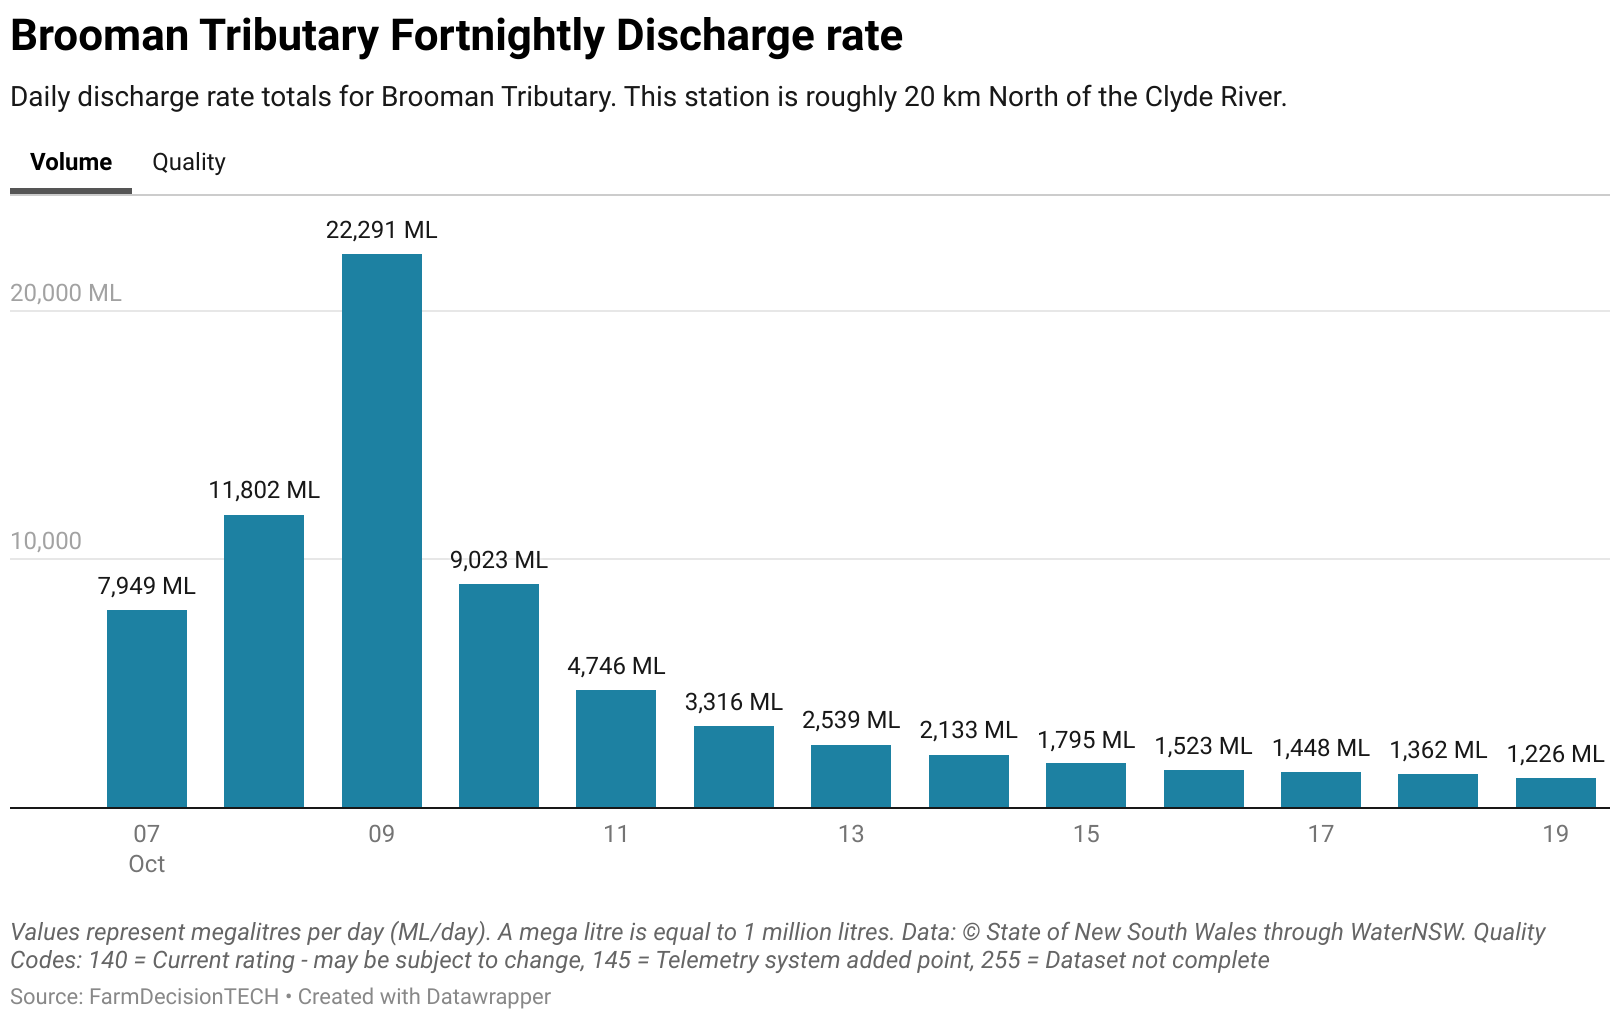 Brooman Tributary Fortnightly Discharge rate
Daily discharge rate totals for Brooman Tributary. This station is roughly 20 km North of the Clyde River.
Volume Quality
22,291 ML
20,000 ML
11,802 ML
10,000
9,023 ML
7,949 ML
4,746 ML
3,316 ML
2,539 ML
2,133 ML
1,795 ML
1,523 ML
1,448 ML
1,362 ML
1,226 ML
07 09 11 13 15 17 19
Oct
Values represent megalitres per day (ML/day). A mega litre is equal to 1 million litres. Data: © State of New South Wales through WaterNSW. Quality
Codes: 140 = Current rating - may be subject to change, 145 = Telemetry system added point, 255 = Dataset not complete
Source: FarmDecisionTECH • Created with Datawrapper